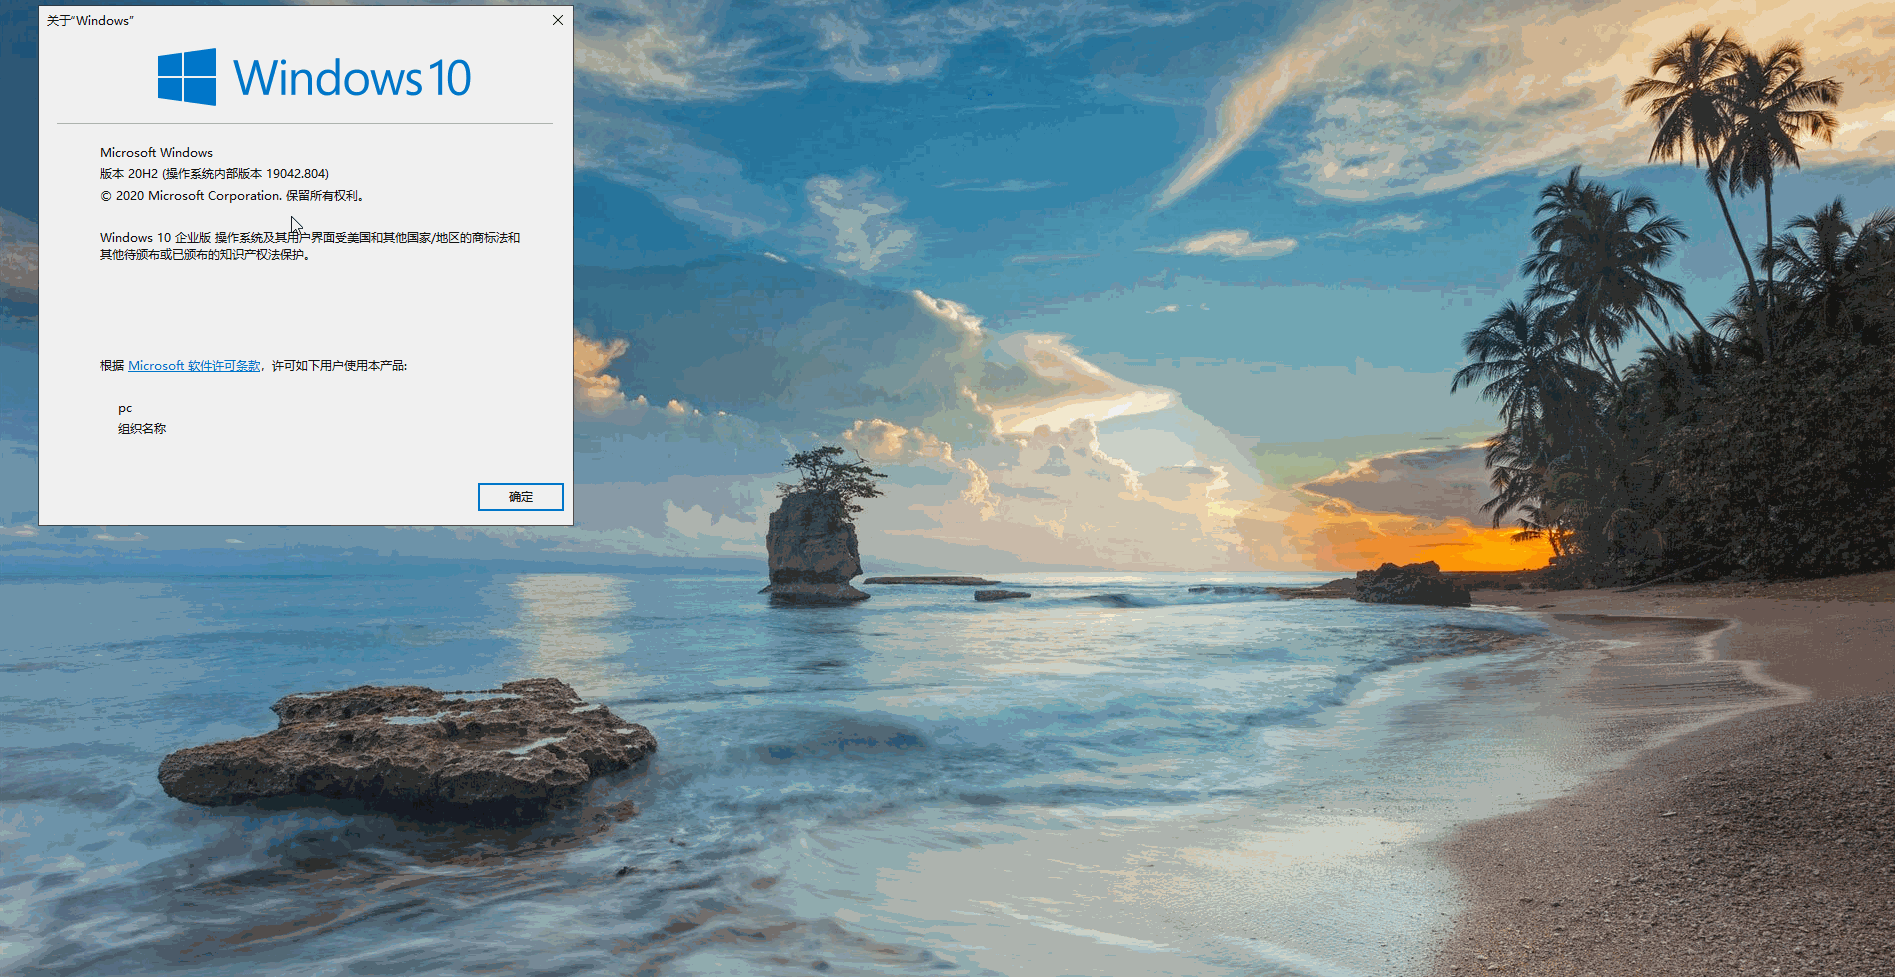 关于“Windows”
Windows 10
Microsoft Windows
版本 20H2 (操作系统内部版本 19042.804)
© 2020 Microsoft Corporation. 保留所有权利。
Windows 10 企业版 操作系统及其用户界面受美国和其他国家/地区的商标法和
其他待颁布或已颁布的知识产权法保护。
根据 Microsoft 软件许可条款，许可如下用户使用本产品:
pc
组织名称
确定